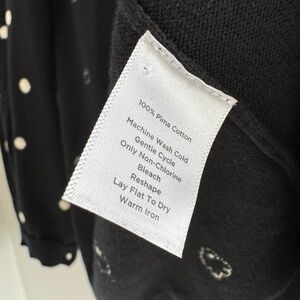 100% Pima Cotton
Machine Wash Cold
Gentle Cycle
Only Non-Chlorine
Bleach
Reshape
Lay Flat To Dry
Warm Iron